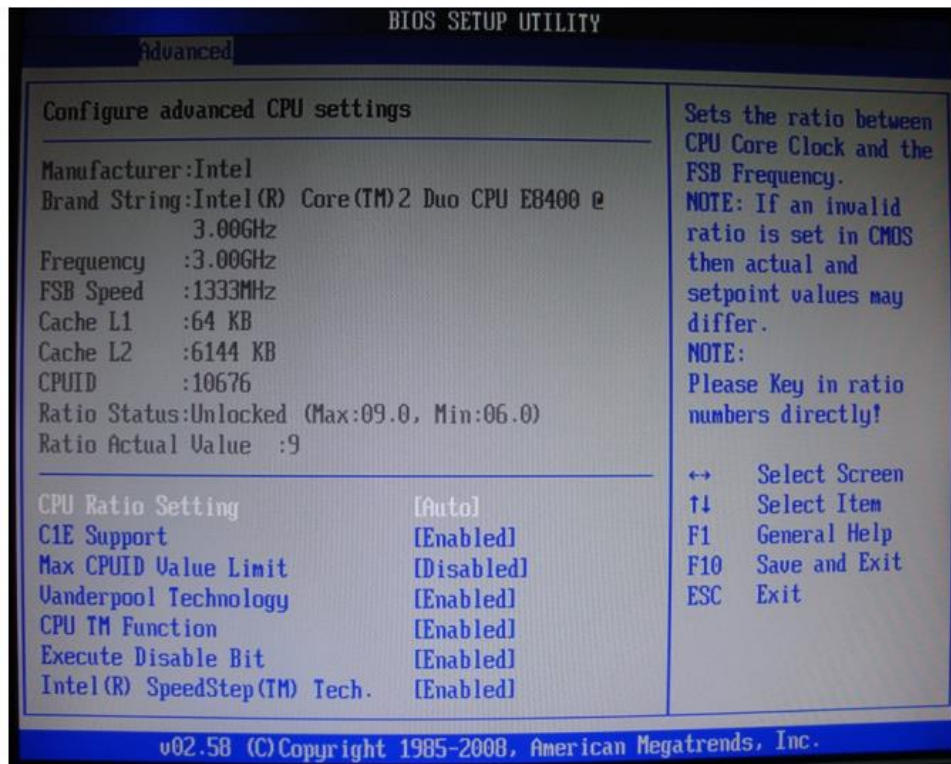 BIOS SETUP UTILITY
Advanced
Configure advanced CPU settings
Manufacturer:Intel
Brand String:Intel(R) Core(TM)2 Duo CPU E8400 @
3.00GHz
Frequency :3.00GHz
FSB Speed :1333MHz
Cache L1 :64 KB
Cache L2 :6144 KB
CPUID :10676
Ratio Status:Unlocked (Max:09.0, Min:06.0)
Ratio Actual Value :9
CPU Ratio Setting [Auto]
C1E Support [Enabled]
Max CPUID Value Limit [Disabled]
Vanderpool Technology [Enabled]
CPU TM Function [Enabled]
Execute Disable Bit [Enabled]
Intel(R) SpeedStep(TM) Tech. [Enabled]
Sets the ratio between
CPU Core Clock and the
FSB Frequency.
NOTE: If an invalid
ratio is set in CMOS
then actual and
setpoint values may
differ.
NOTE:
Please Key in ratio
numbers directly!
↔ Select Screen
↑↓ Select Item
F1 General Help
F10 Save and Exit
ESC Exit
v02.58 (C)Copyright 1985-2008, American Megatrends, Inc.